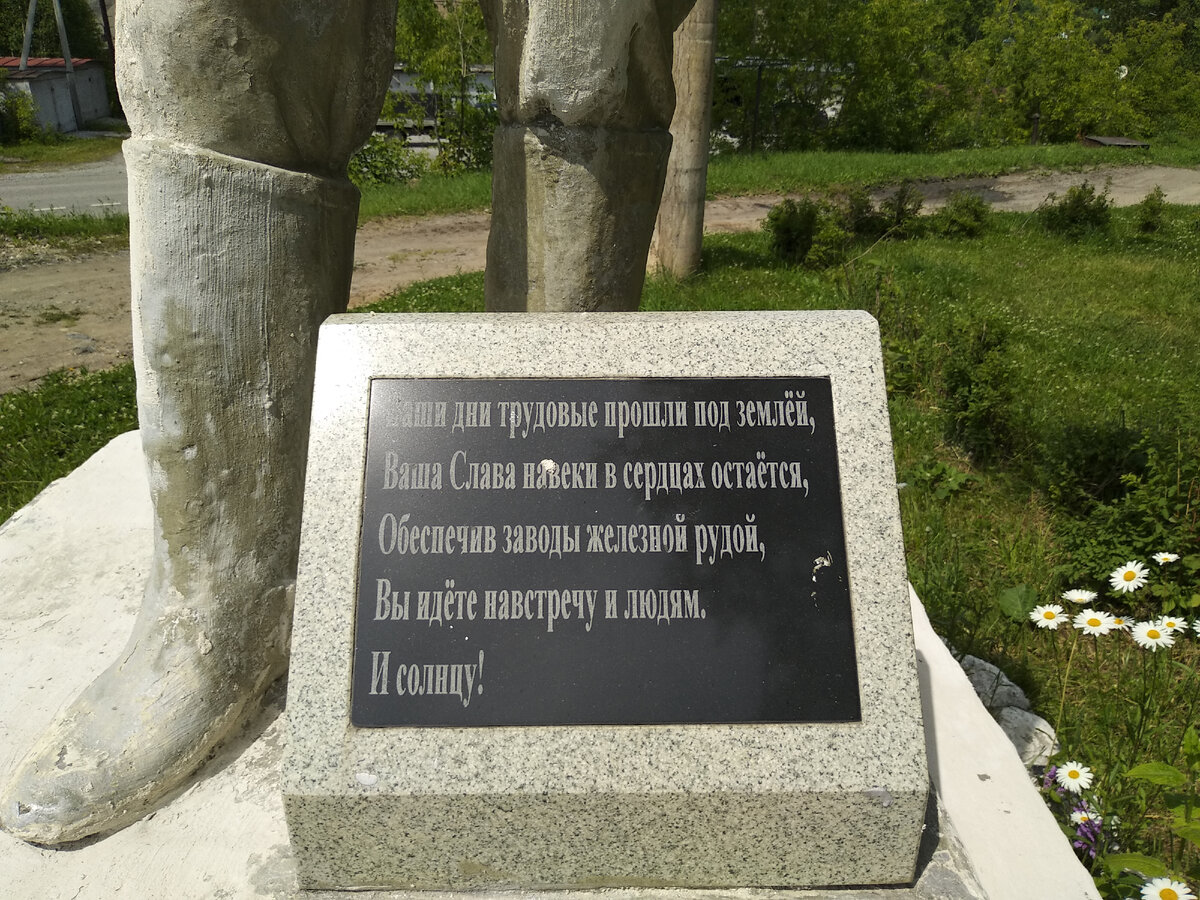 Ваши дни трудовые прошли под землёй,
Ваша Слава навеки в сердцах остаётся,
Обеспечив заводы железной рудой,
Вы идёте навстречу и людям.
И солнцу!